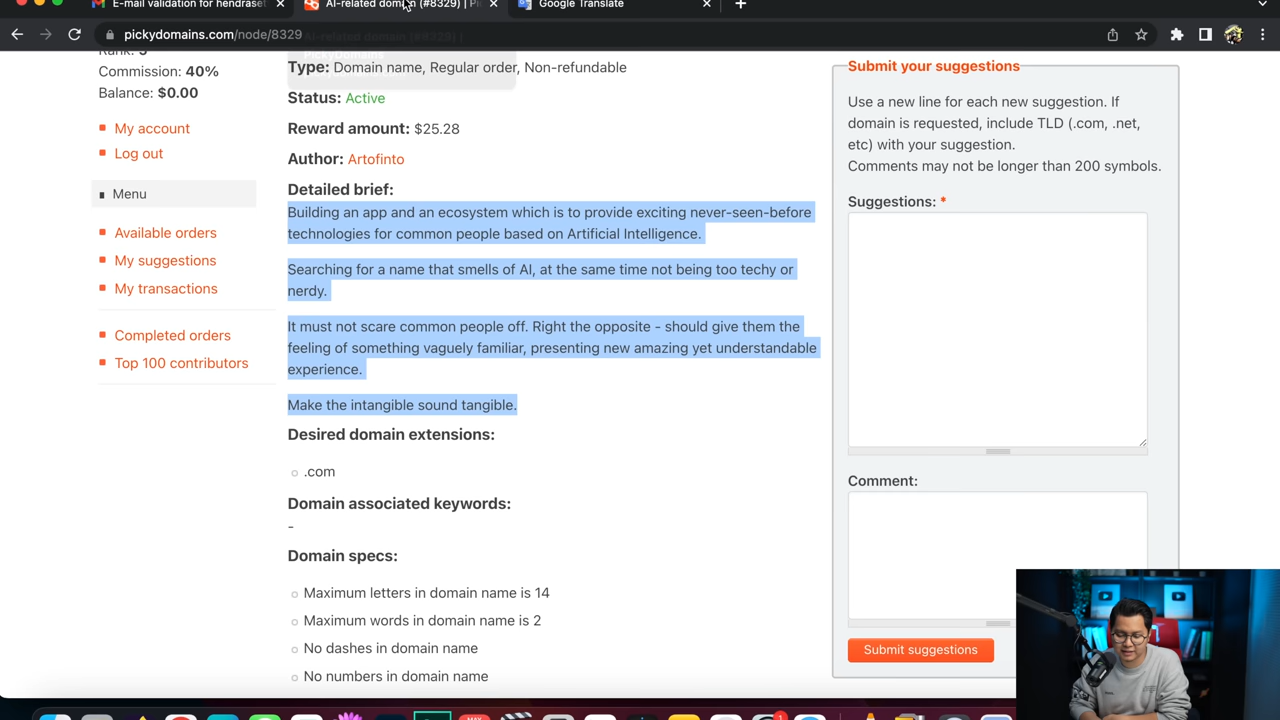 E-mail validation for hendraset
AI-related domain (#8329) | Pi
Google Translate
pickydomains.com/node/8329
Commission: 40%
Balance: $0.00
My account
Log out
Menu
Available orders
My suggestions
My transactions
Completed orders
Top 100 contributors
Type: Domain name, Regular order, Non-refundable
Status: Active
Reward amount: $25.28
Author: Artofinto
Detailed brief:
Building an app and an ecosystem which is to provide exciting never-seen-before
technologies for common people based on Artificial Intelligence.
Searching for a name that smells of AI, at the same time not being too techy or
nerdy.
It must not scare common people off. Right the opposite - should give them the
feeling of something vaguely familiar, presenting new amazing yet understandable
experience.
Make the intangible sound tangible.
Desired domain extensions:
.com
Domain associated keywords:
-
Domain specs:
Maximum letters in domain name is 14
Maximum words in domain name is 2
No dashes in domain name
No numbers in domain name
Submit your suggestions
Use a new line for each new suggestion. If
domain is requested, include TLD (.com, .net,
etc) with your suggestion.
Comments may not be longer than 200 symbols.
Suggestions: *
Comment:
Submit suggestions